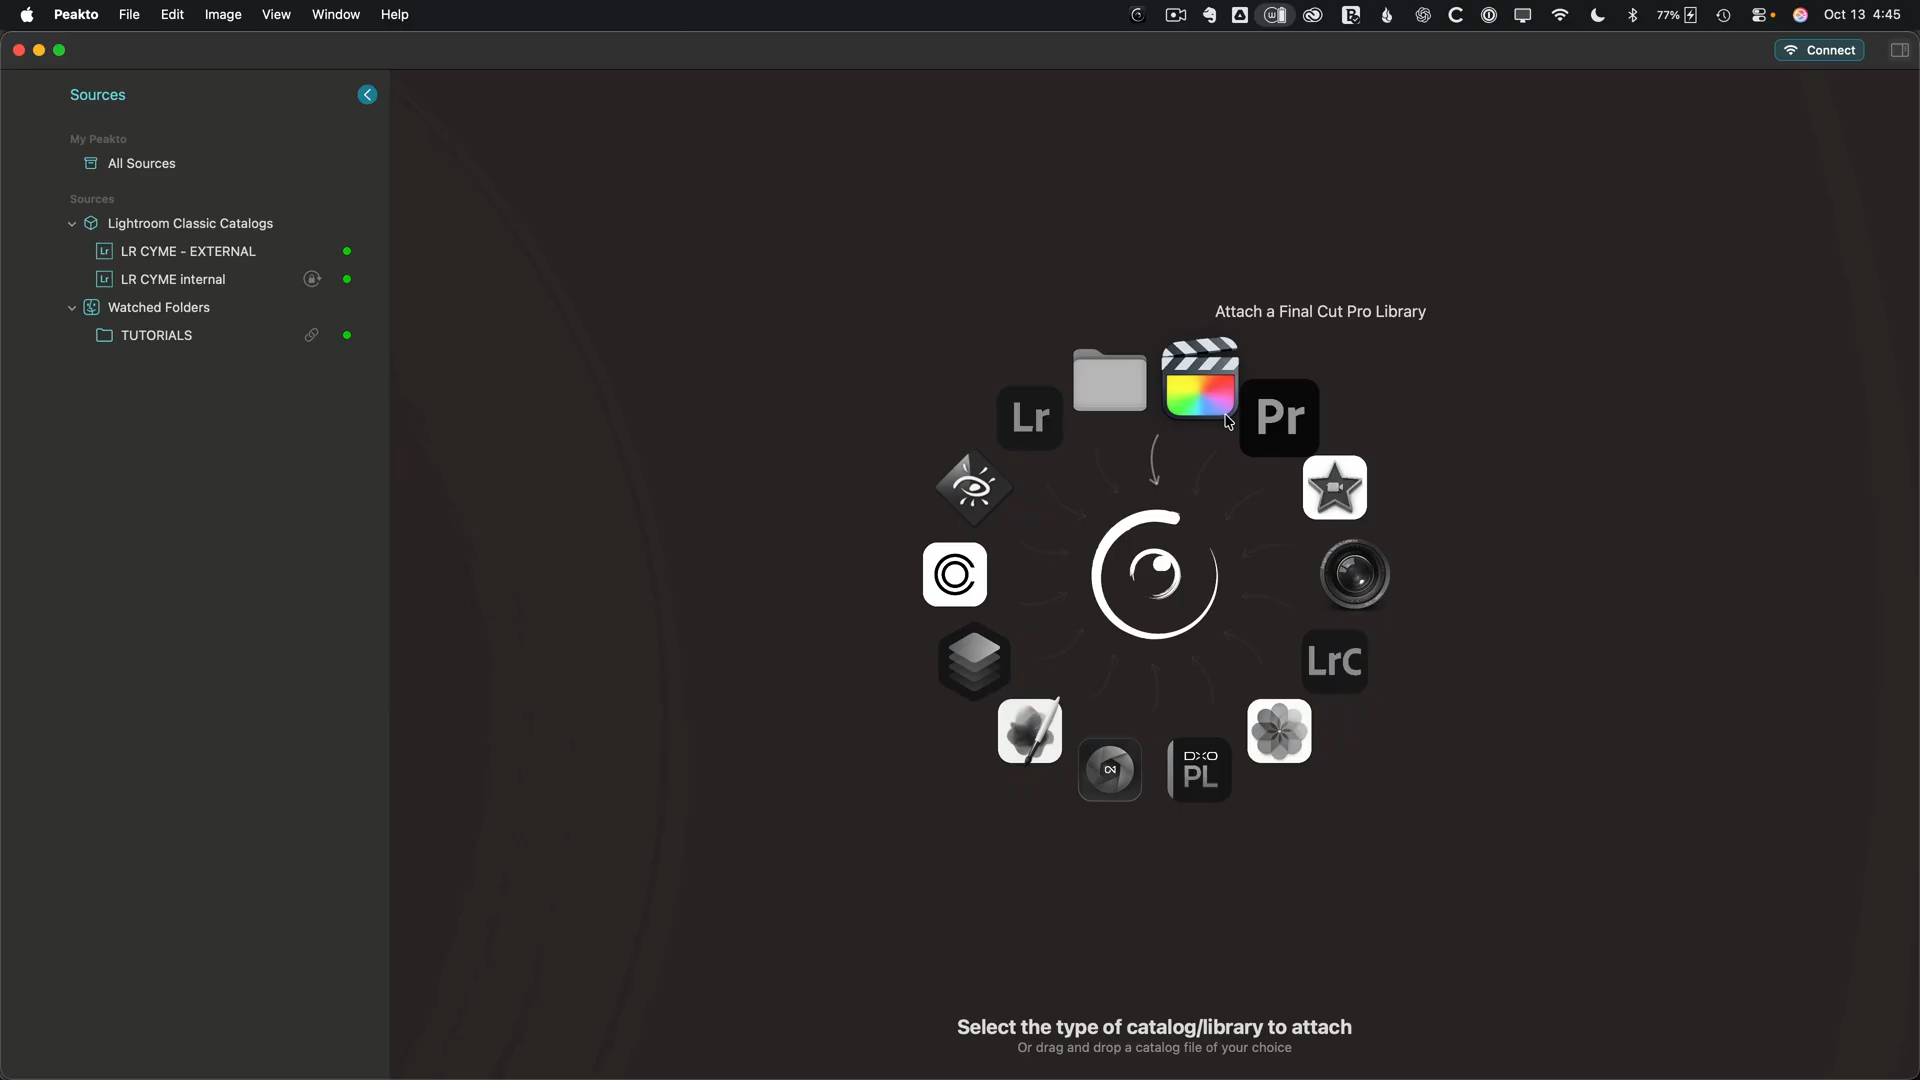 Peakto File Edit Image View Window Help
77% Oct 13 4:45
Connect
Sources
My Peakto
All Sources
Sources
Lightroom Classic Catalogs
Lr LR CYME - EXTERNAL
Lr LR CYME internal
Watched Folders
TUTORIALS
Attach a Final Cut Pro Library
Lr
Pr
LrC
DXO
PL
Select the type of catalog/library to attach
Or drag and drop a catalog file of your choice